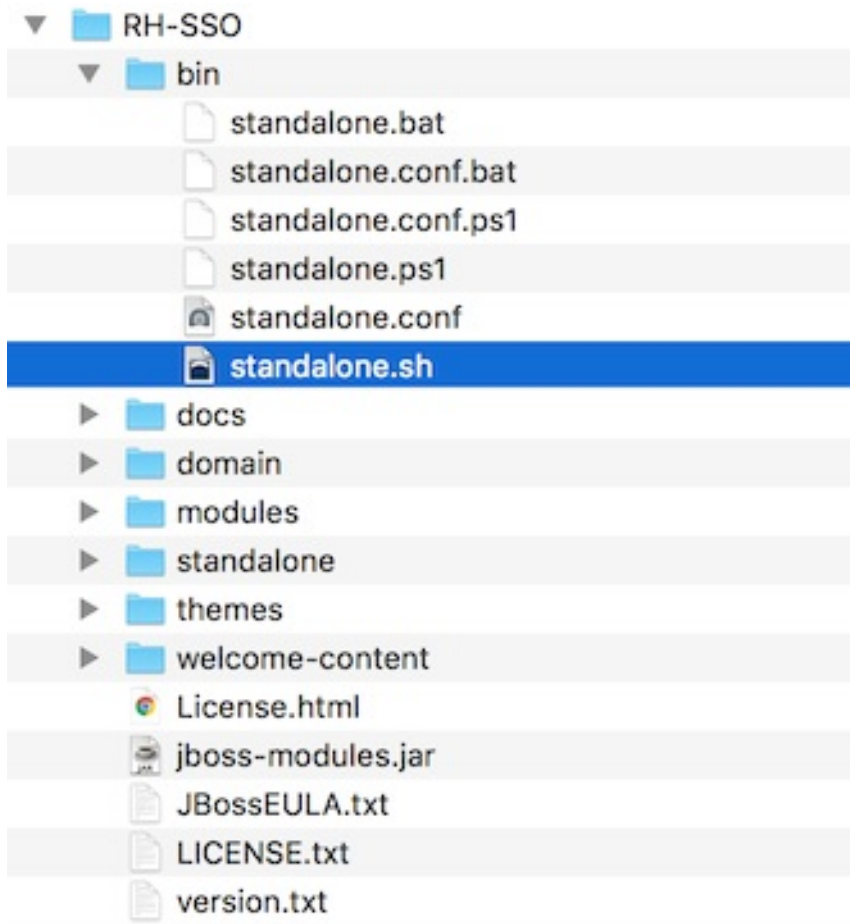 RH-SSO
bin
standalone.bat
standalone.conf.bat
standalone.conf.ps1
standalone.ps1
standalone.conf
standalone.sh
docs
domain
modules
standalone
themes
welcome-content
License.html
jboss-modules.jar
JBossEULA.txt
LICENSE.txt
version.txt